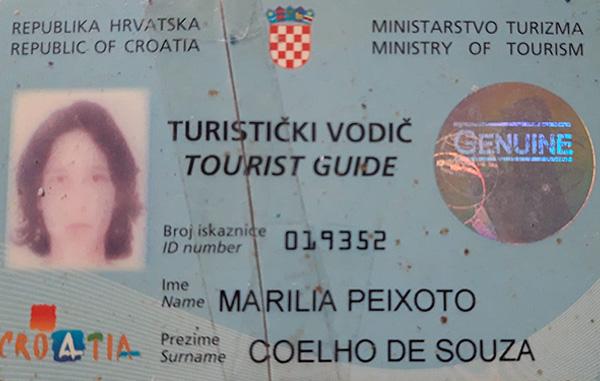 REPUBLIKA HRVATSKA
REPUBLIC OF CROATIA
MINISTARSTVO TURIZMA
MINISTRY OF TOURISM
TURISTIČKI VODIČ
TOURIST GUIDE
GENUINE
Broj iskaznice
ID number
019352
Ime
Name
MARILIA PEIXOTO
CROATIA
Prezime
Surname
COELHO DE SOUZA